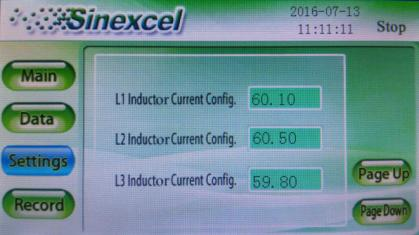 Sinexcel
2016-07-13
11:11:11
Stop
Main
Data
Settings
Record
L1 Inductor Current Config. 60.10
L2 Inductor Current Config. 60.50
L3 Inductor Current Config. 59.80
Page Up
Page Down